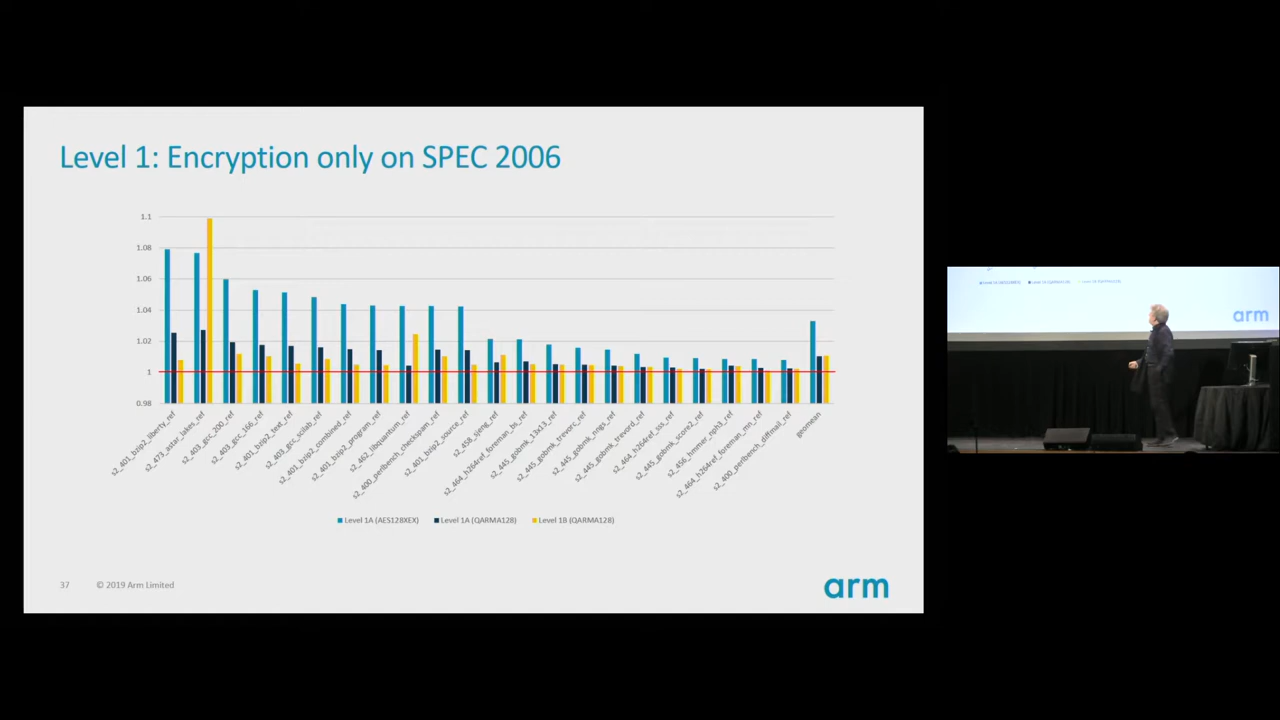 Level 1: Encryption only on SPEC 2006
1.1
1.08
1.06
1.04
1.02
1
0.98
s2_401_bzip2_liberty_ref
s2_473_astar_lakes_ref
s2_403_gcc_200_ref
s2_403_gcc_166_ref
s2_401_bzip2_text_ref
s2_403_gcc_scilab_ref
s2_401_bzip2_combined_ref
s2_401_bzip2_program_ref
s2_462_libquantum_ref
s2_400_perlbench_checkspam_ref
s2_401_bzip2_source_ref
s2_458_sjeng_ref
s2_464_h264ref_foreman_bs_ref
s2_445_gobmk_13x13_ref
s2_445_gobmk_trevorc_ref
s2_445_gobmk_nngs_ref
s2_445_gobmk_trevord_ref
s2_464_h264ref_sss_ref
s2_445_gobmk_score2_ref
s2_456_hmmer_nph3_ref
s2_464_h264ref_foreman_mn_ref
s2_400_perlbench_diffmail_ref
geomean
Level 1A (AES128XEX) Level 1A (QARMA128) Level 1B (QARMA128)
37 © 2019 Arm Limited
arm
arm